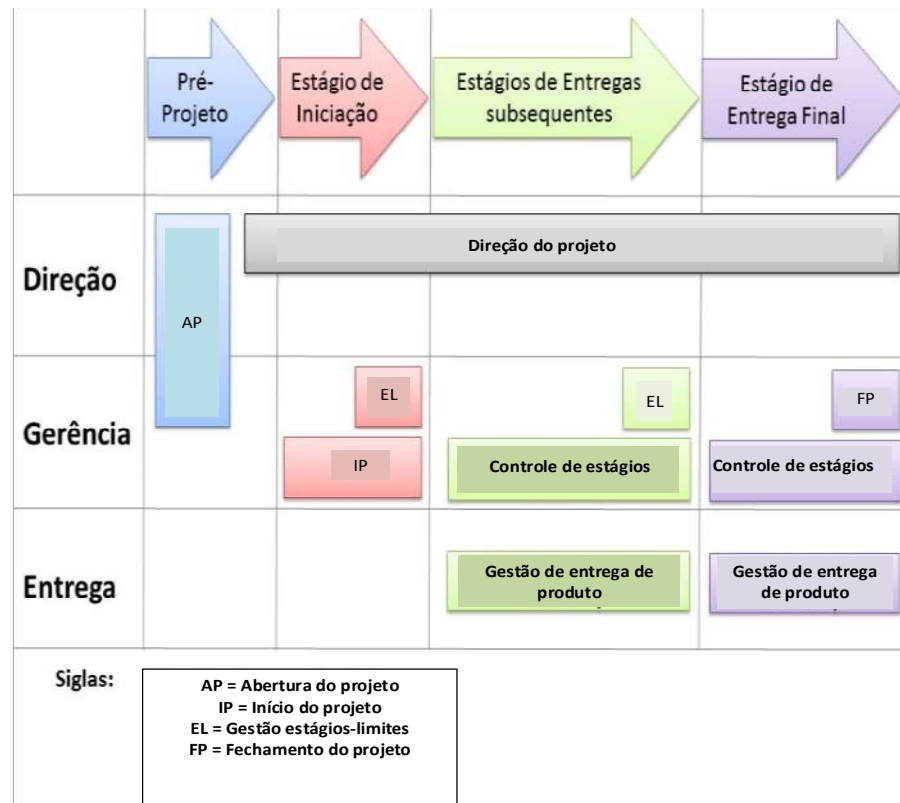 Pré-
Projeto
Estágio de
Iniciação
Estágios de Entregas
subsequentes
Estágio de
Entrega Final
Direção
AP
Direção do projeto
Gerência
EL
EL
FP
IP
Controle de estágios
Controle de estágios
Entrega
Gestão de entrega de
produto
Gestão de entrega
de produto
Siglas:
AP = Abertura do projeto
IP = Início do projeto
EL = Gestão estágios-limites
FP = Fechamento do projeto